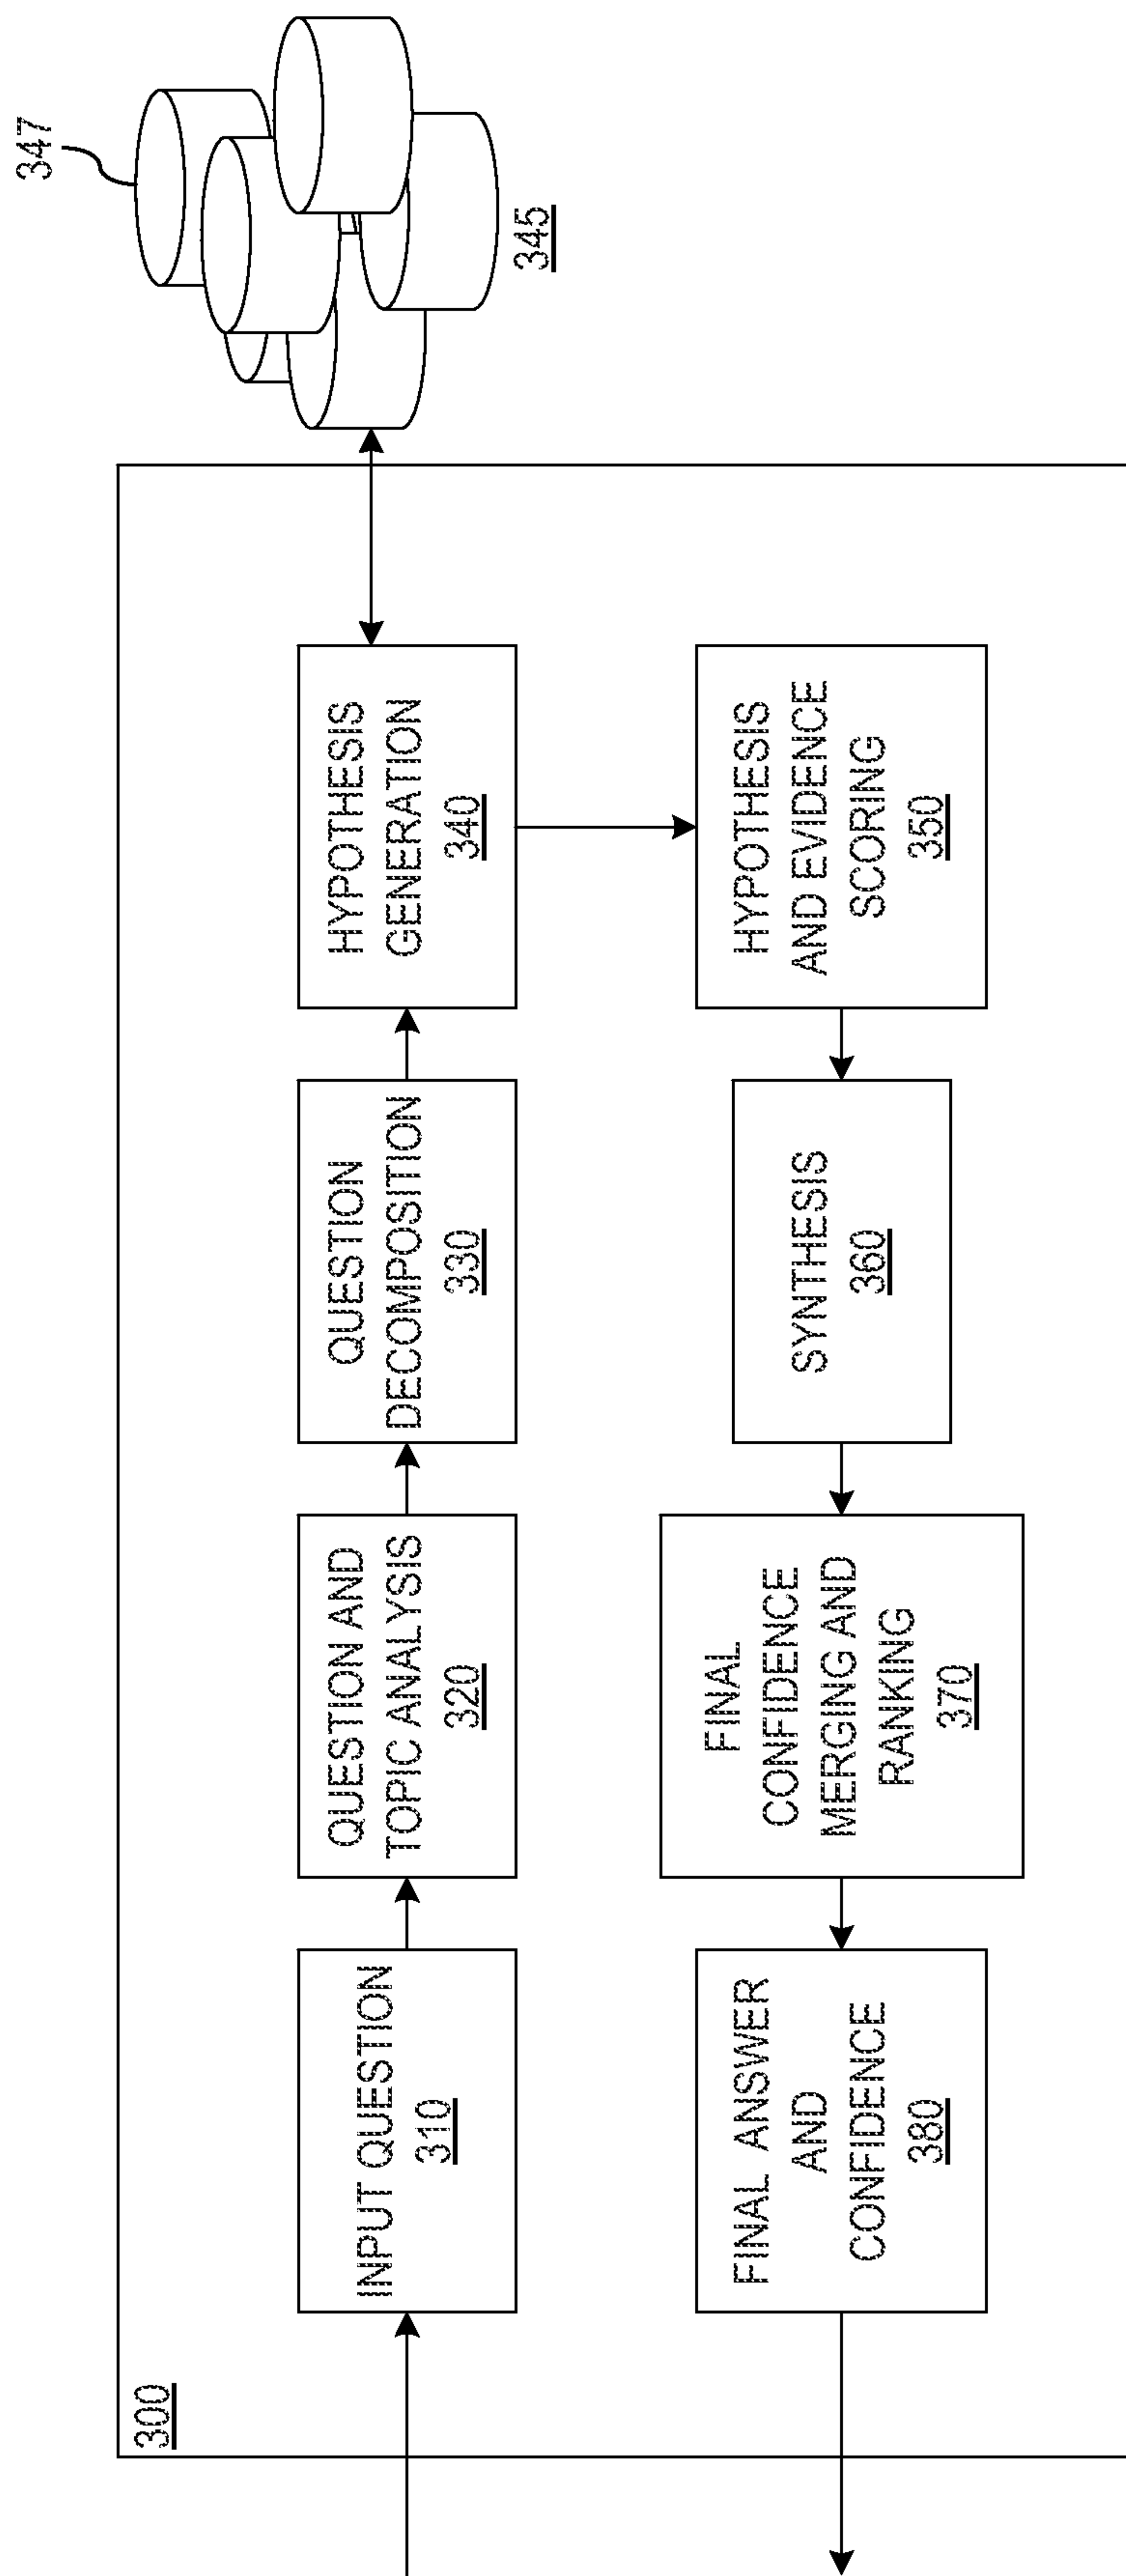 300
347
345
INPUT QUESTION
310
QUESTION AND
TOPIC ANALYSIS
320
QUESTION
DECOMPOSITION
330
HYPOTHESIS
GENERATION
340
HYPOTHESIS
AND EVIDENCE
SCORING
350
SYNTHESIS
360
FINAL
CONFIDENCE
MERGING AND
RANKING
370
FINAL ANSWER
AND
CONFIDENCE
380